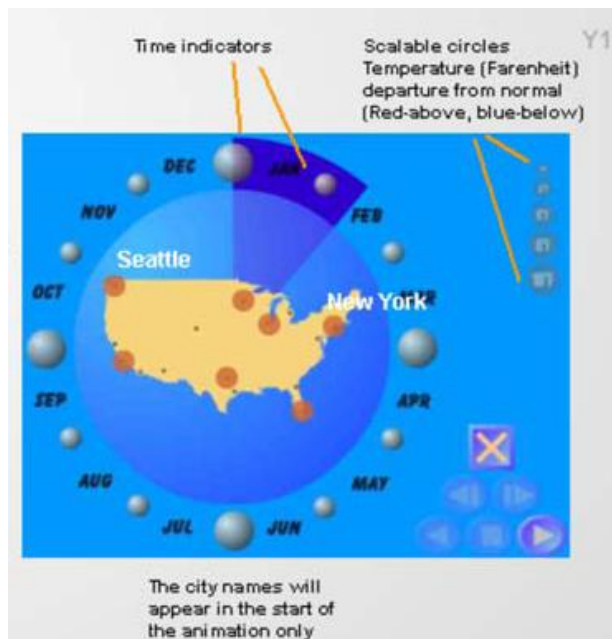 Time indicators
Scalable circles
Temperature (Farenheit)
departure from normal
(Red-above, blue-below)
Y1
DEC
JAN
NOV
FEB
Seattle
OCT
New York
MAR
SEP
APR
AUG
MAY
JUL
JUN
The city names will
appear in the start of
the animation only